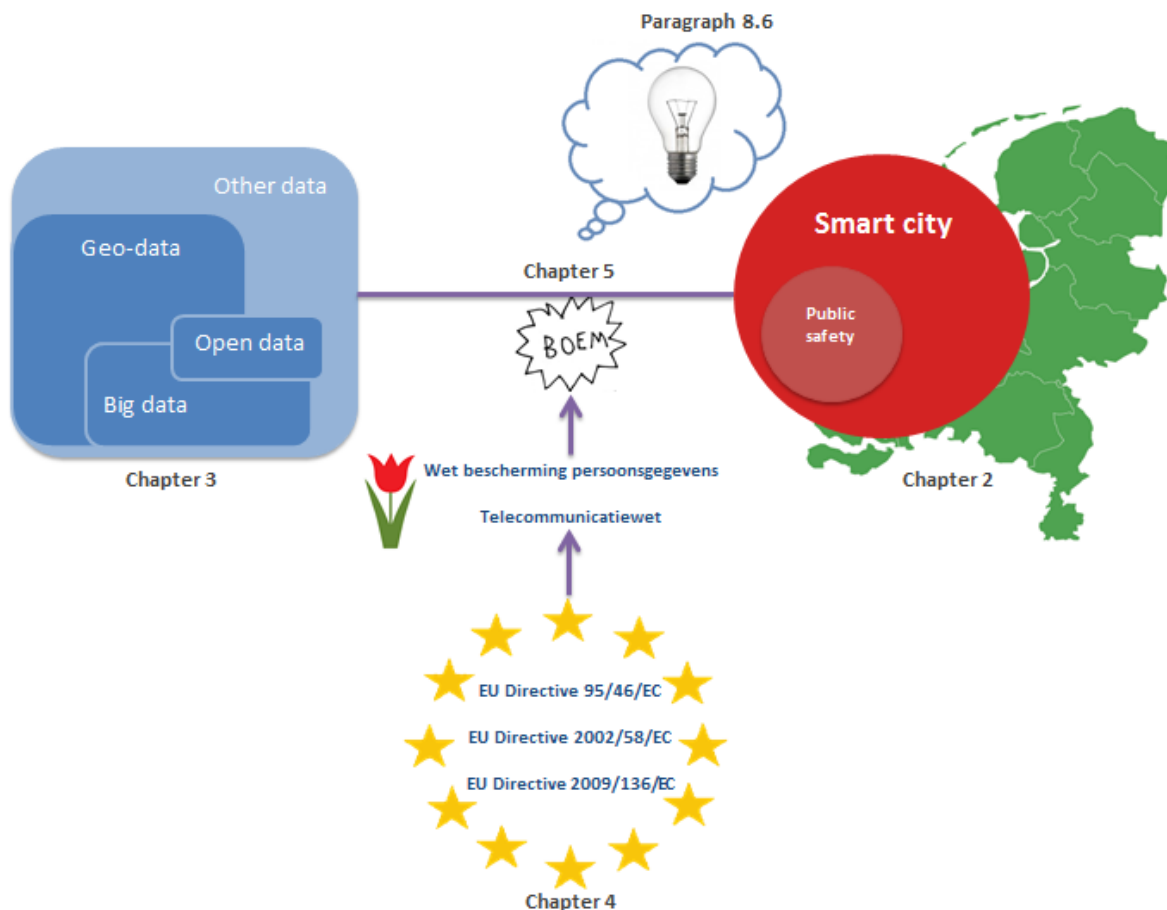 Paragraph 8.6
Other data
Geo-data
Open data
Big data
Chapter 3
Chapter 5
BOEM
Smart city
Public
safety
Chapter 2
Wet bescherming persoonsgegevens
Telecommunicatiewet
EU Directive 95/46/EC
EU Directive 2002/58/EC
EU Directive 2009/136/EC
Chapter 4